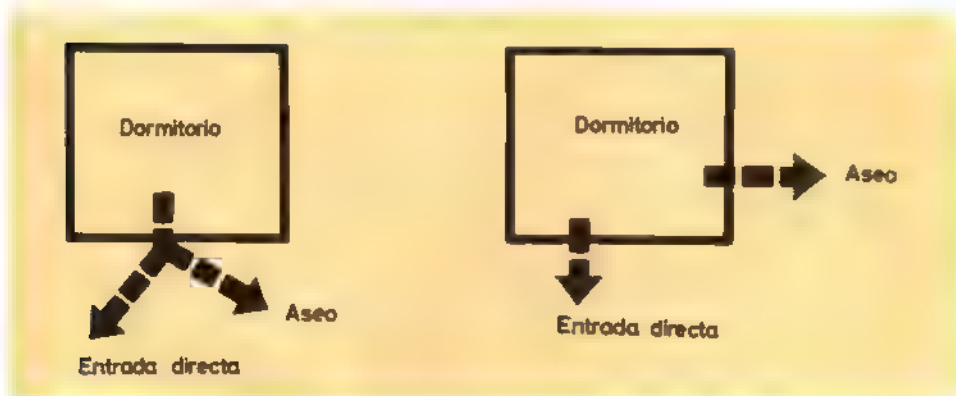 Dormitorio
Aseo
Entrada directa
Dormitorio
Aseo
Entrada directa